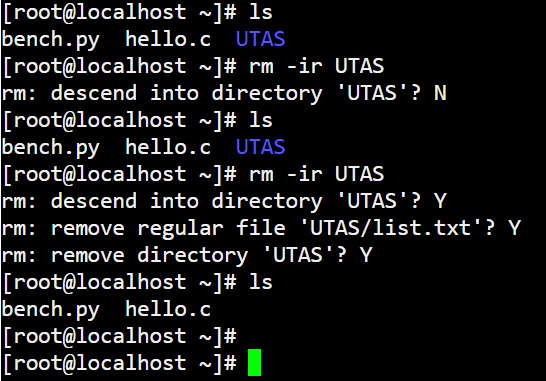 [root@localhost ~]# ls
bench.py  hello.c  UTAS
[root@localhost ~]# rm -ir UTAS
rm: descend into directory 'UTAS'? N
[root@localhost ~]# ls
bench.py  hello.c  UTAS
[root@localhost ~]# rm -ir UTAS
rm: descend into directory 'UTAS'? Y
rm: remove regular file 'UTAS/list.txt'? Y
rm: remove directory 'UTAS'? Y
[root@localhost ~]# ls
bench.py  hello.c
[root@localhost ~]#
[root@localhost ~]#